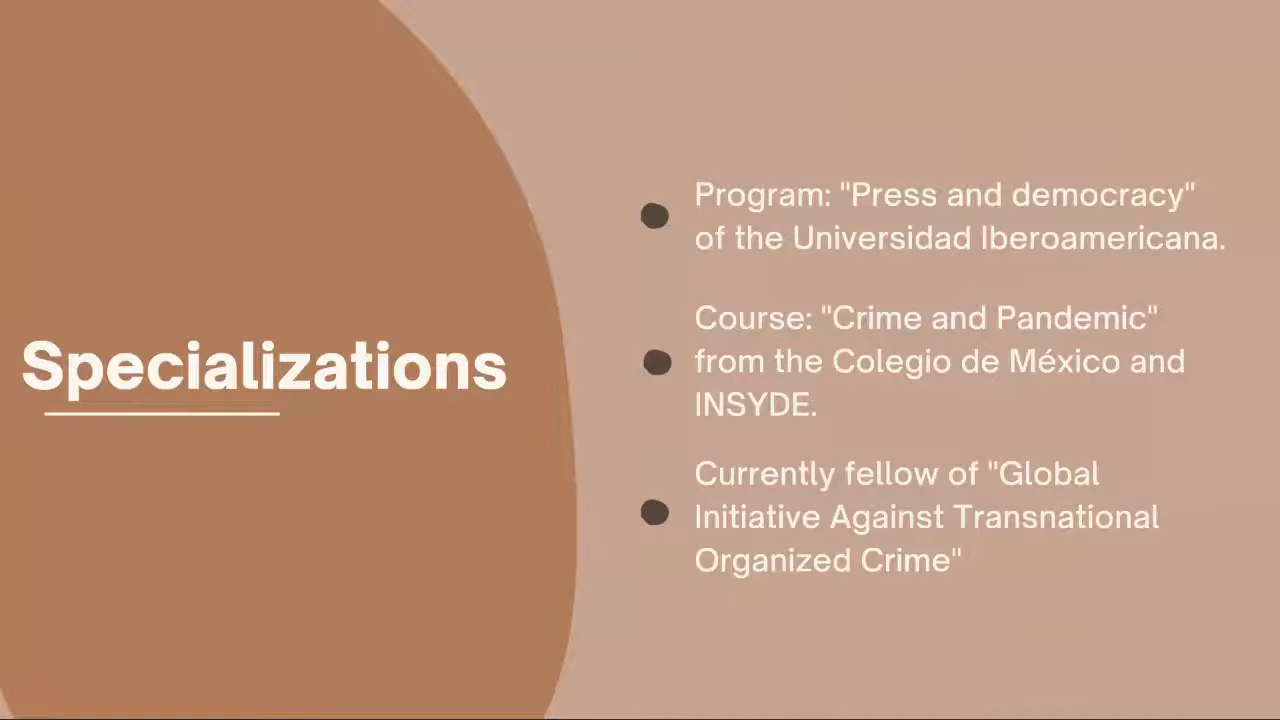 Specializations
Program: "Press and democracy"
of the Universidad Iberoamericana.
Course: "Crime and Pandemic"
from the Colegio de México and
INSYDE.
Currently fellow of "Global
Initiative Against Transnational
Organized Crime"